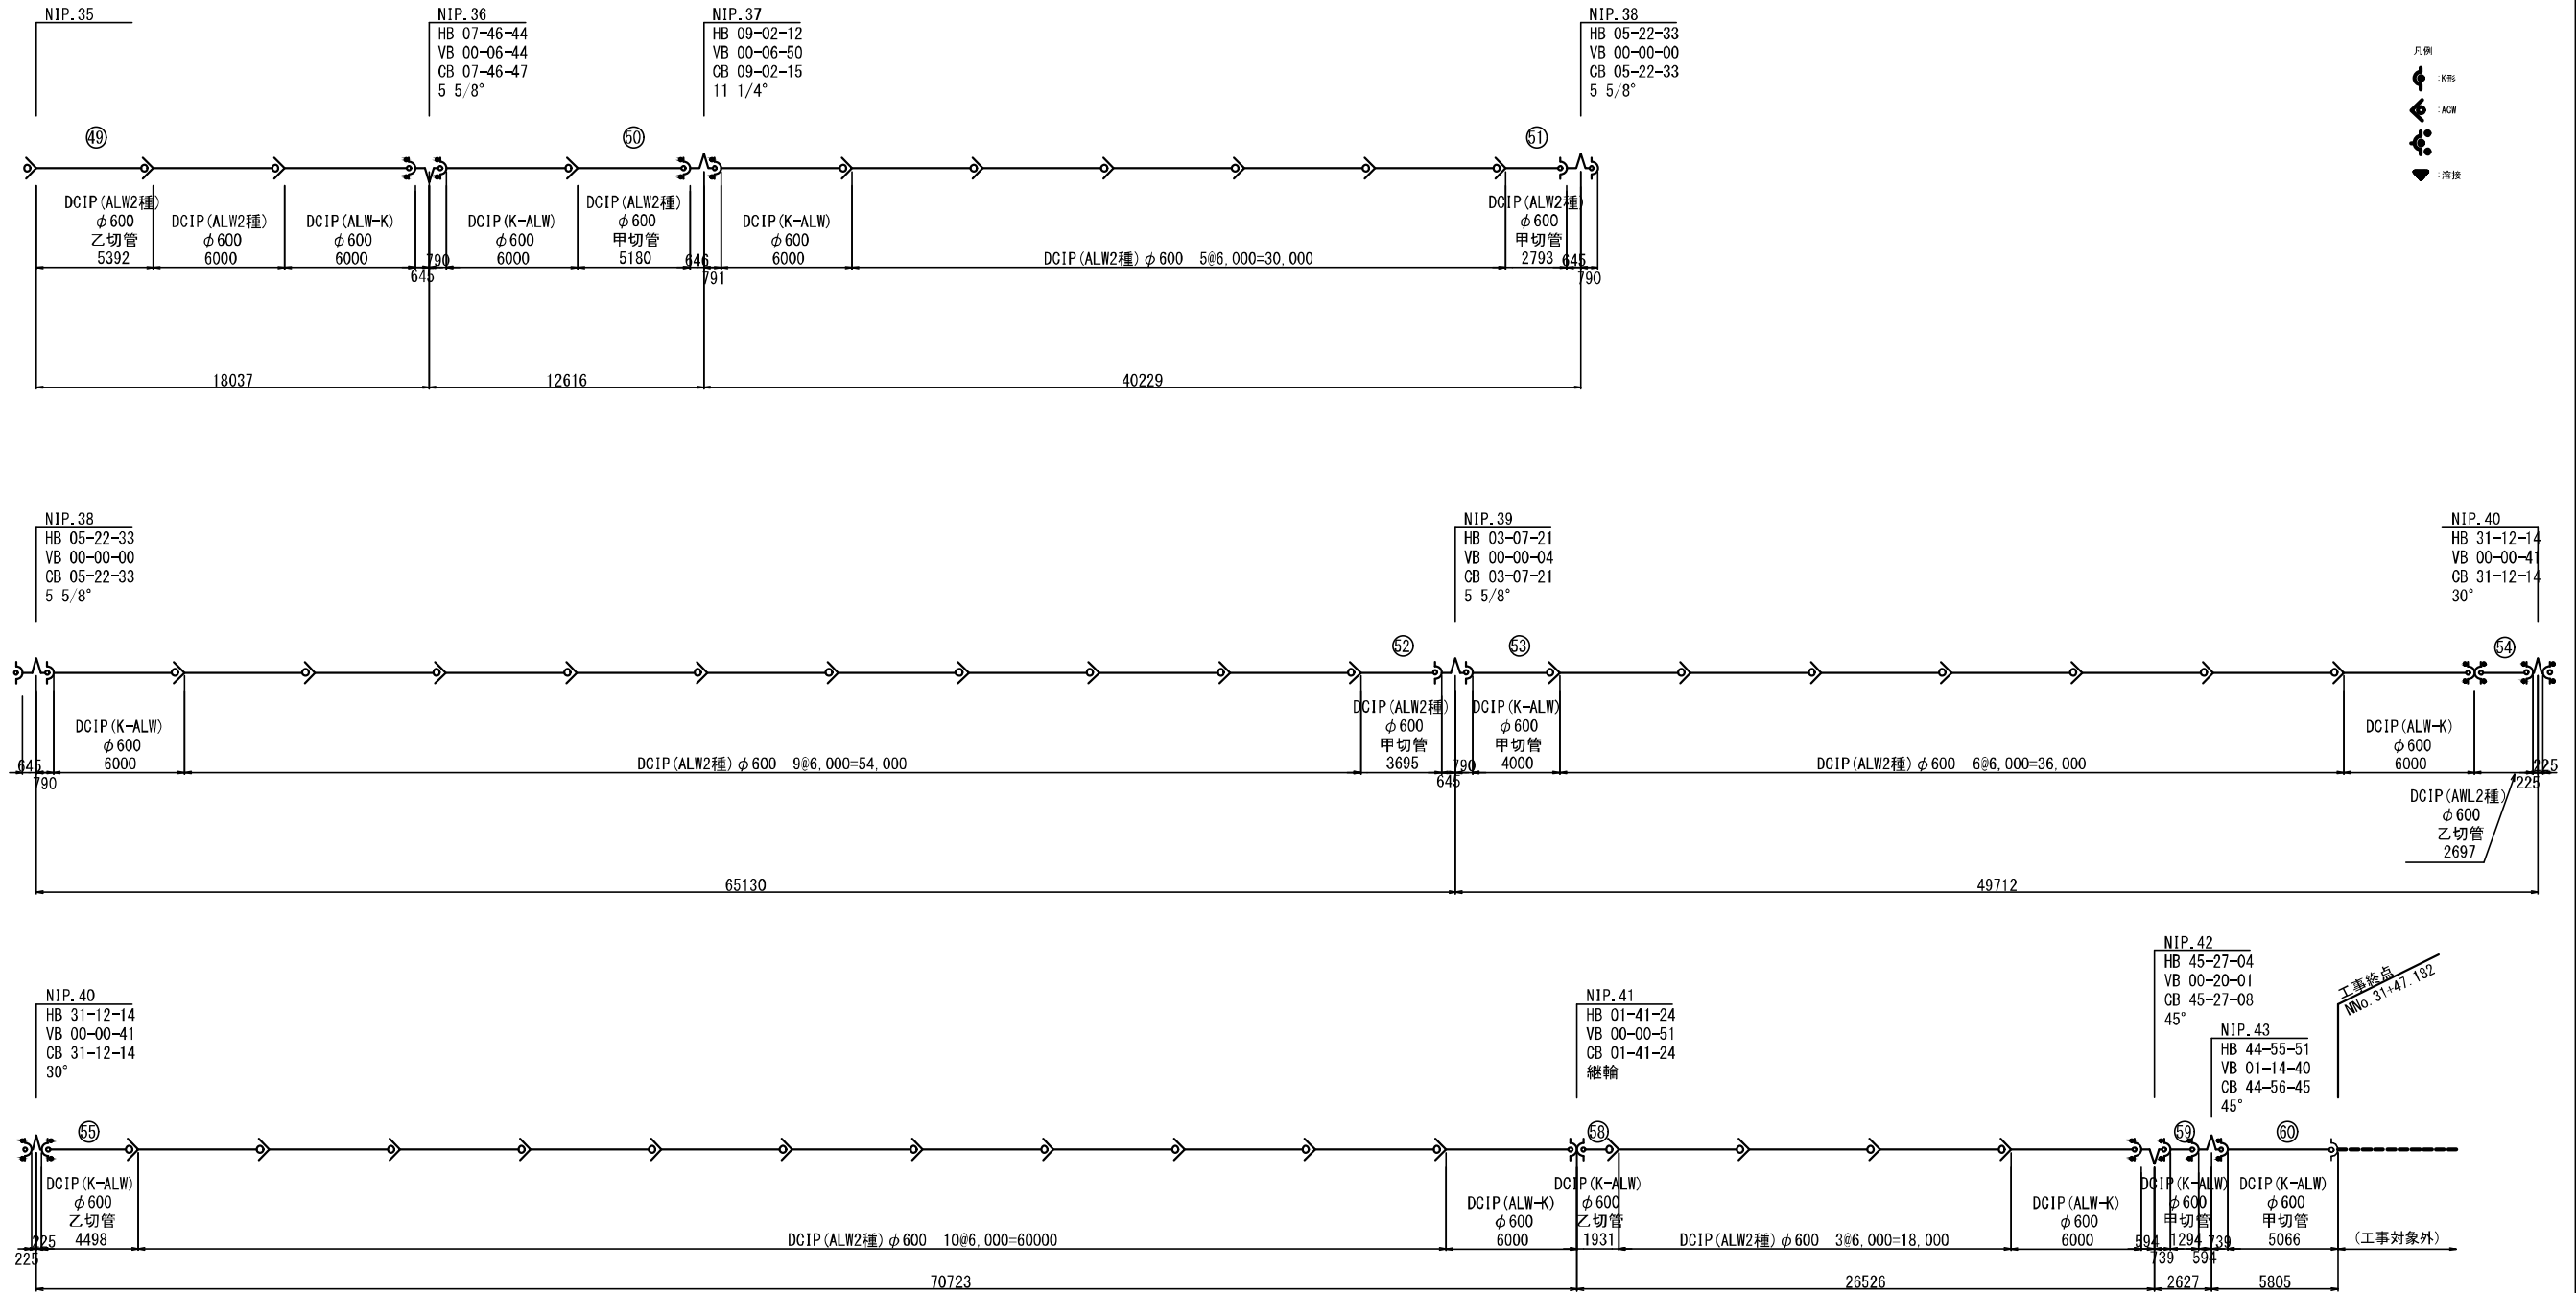 NIP.35
NIP.36
HB 07-46-44
VB 00-06-44
CB 07-46-47
5 5/8°
NIP.37
HB 09-02-12
VB 00-06-50
CB 09-02-15
11 1/4°
NIP.38
HB 05-22-33
VB 00-00-00
CB 05-22-33
5 5/8°
凡例
:K形
:ACW
:溶接
㊾
㊿
51
DCIP(ALW2種)
φ600
乙切管
5392
DCIP(ALW2種)
φ600
6000
DCIP(ALW-K)
φ600
6000
645
790
DCIP(K-ALW)
φ600
6000
DCIP(ALW2種)
φ600
甲切管
5180
646
791
DCIP(K-ALW)
φ600
6000
DCIP(ALW2種)φ600 5@6,000=30,000
DCIP(ALW2種)
φ600
甲切管
2793
645
790
18037
12616
40229
NIP.38
HB 05-22-33
VB 00-00-00
CB 05-22-33
5 5/8°
NIP.39
HB 03-07-21
VB 00-00-04
CB 03-07-21
5 5/8°
NIP.40
HB 31-12-14
VB 00-00-41
CB 31-12-14
30°
52
53
54
645
790
DCIP(K-ALW)
φ600
6000
DCIP(ALW2種)φ600 9@6,000=54,000
DCIP(ALW2種)
φ600
甲切管
3695
645
790
DCIP(K-ALW)
φ600
甲切管
4000
DCIP(ALW2種)φ600 6@6,000=36,000
DCIP(ALW-K)
φ600
6000
225
225
DCIP(AWL2種)
φ600
乙切管
2697
65130
49712
NIP.40
HB 31-12-14
VB 00-00-41
CB 31-12-14
30°
NIP.41
HB 01-41-24
VB 00-00-51
CB 01-41-24
継輪
NIP.42
HB 45-27-04
VB 00-20-01
CB 45-27-08
45°
NIP.43
HB 44-55-51
VB 01-14-40
CB 44-56-45
45°
工事終点
NNo.31+47.182
55
58
59
60
225
225
DCIP(K-ALW)
φ600
乙切管
4498
DCIP(ALW2種)φ600 10@6,000=60000
DCIP(ALW-K)
φ600
6000
DCIP(K-ALW)
φ600
乙切管
1931
DCIP(ALW2種)φ600 3@6,000=18,000
DCIP(ALW-K)
φ600
6000
594
739
DCIP(K-ALW)
φ600
甲切管
1294
594
739
DCIP(K-ALW)
φ600
甲切管
5066
(工事対象外)
70723
26526
2627
5805